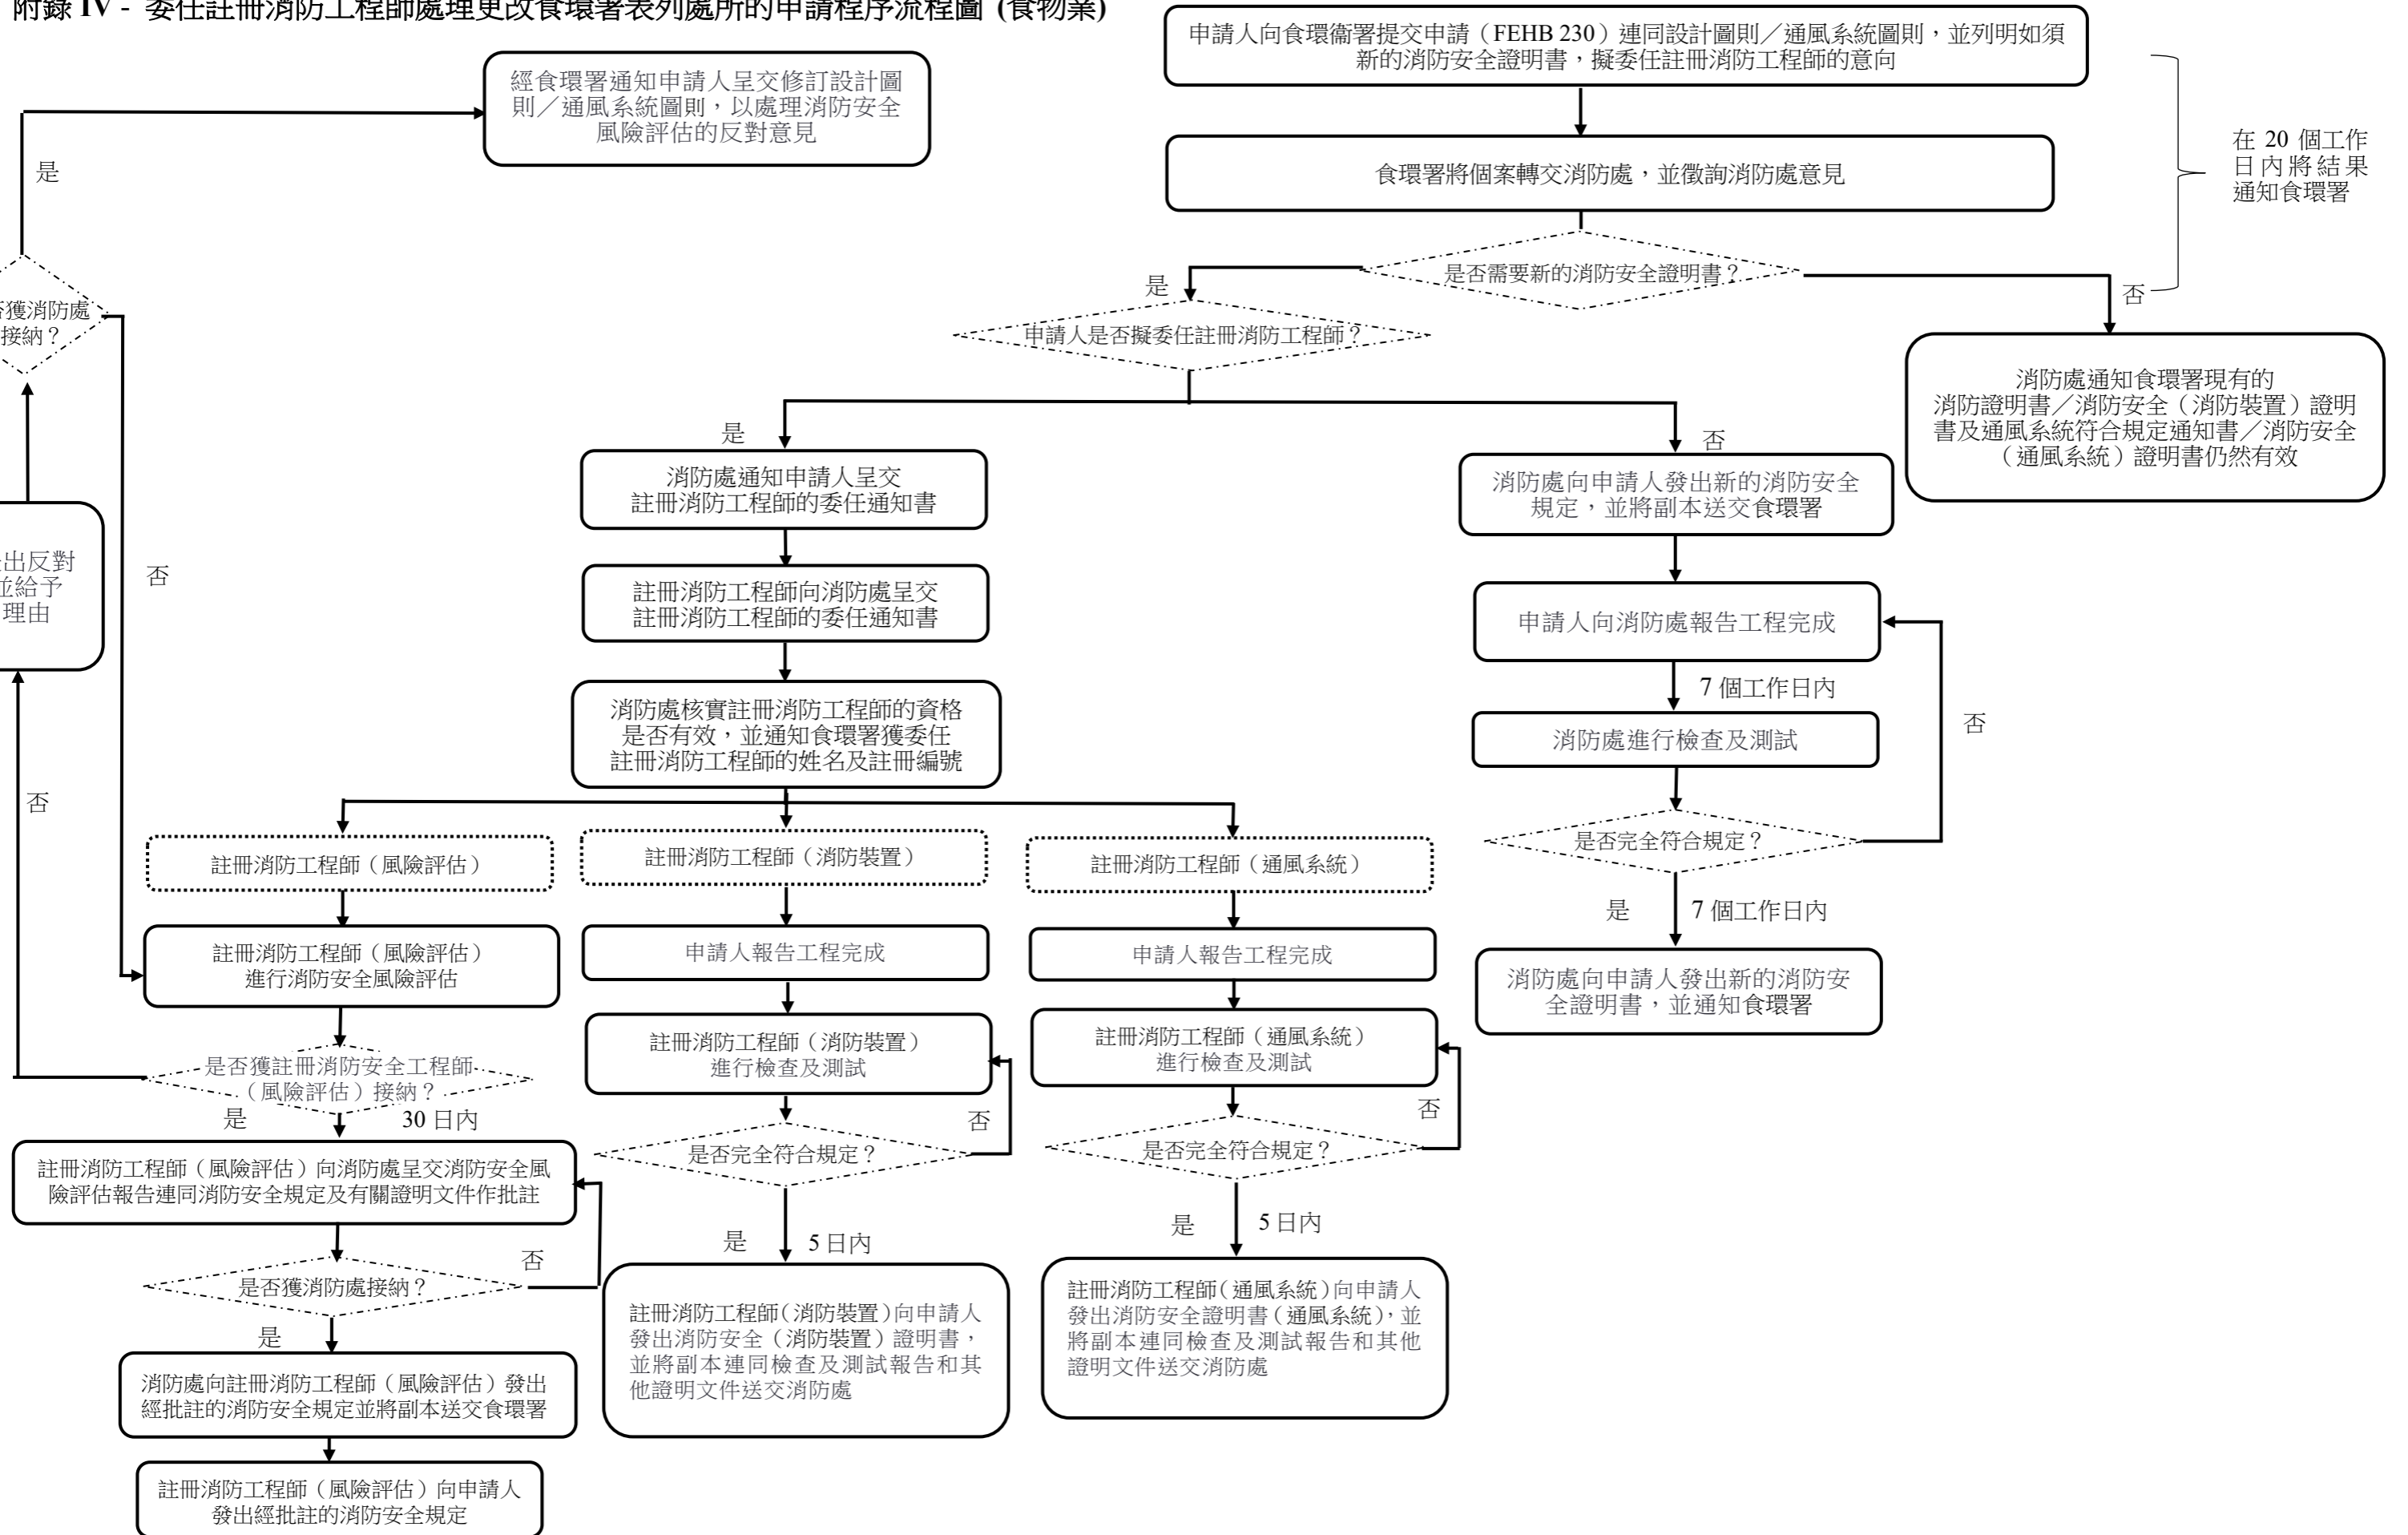 附錄 IV - 委任註冊消防工程師處理更改食環署表列處所的申請程序流程圖 (食物業)
申請人向食環衞署提交申請（FEHB 230）連同設計圖則／通風系統圖則，並列明如須
新的消防安全證明書，擬委任註冊消防工程師的意向
在 20 個工作
日內將結果
通知食環署
食環署將個案轉交消防處，並徵詢消防處意見
是否需要新的消防安全證明書？
是
否
申請人是否擬委任註冊消防工程師？
消防處通知食環署現有的
消防證明書／消防安全（消防裝置）證明
書及通風系統符合規定通知書／消防安全
（通風系統）證明書仍然有效
經食環署通知申請人呈交修訂設計圖
則／通風系統圖則，以處理消防安全
風險評估的反對意見
是
獲消防處
接納？
否
出反對
並給予
理由
否
是
消防處通知申請人呈交
註冊消防工程師的委任通知書
註冊消防工程師向消防處呈交
註冊消防工程師的委任通知書
消防處核實註冊消防工程師的資格
是否有效，並通知食環署獲委任
註冊消防工程師的姓名及註冊編號
否
消防處向申請人發出新的消防安全
規定，並將副本送交食環署
申請人向消防處報告工程完成
7 個工作日內
消防處進行檢查及測試
否
是否完全符合規定？
是
7 個工作日內
消防處向申請人發出新的消防安
全證明書，並通知食環署
註冊消防工程師（風險評估）
註冊消防工程師（風險評估）
進行消防安全風險評估
是否獲註冊消防安全工程師
（風險評估）接納？
是
30 日內
註冊消防工程師（風險評估）向消防處呈交消防安全風
險評估報告連同消防安全規定及有關證明文件作批註
否
是否獲消防處接納？
是
消防處向註冊消防工程師（風險評估）發出
經批註的消防安全規定並將副本送交食環署
註冊消防工程師（風險評估）向申請人
發出經批註的消防安全規定
註冊消防工程師（消防裝置）
申請人報告工程完成
註冊消防工程師（消防裝置）
進行檢查及測試
否
是否完全符合規定？
是
5 日內
註冊消防工程師（消防裝置）向申請人
發出消防安全（消防裝置）證明書，
並將副本連同檢查及測試報告和其
他證明文件送交消防處
註冊消防工程師（通風系統）
申請人報告工程完成
註冊消防工程師（通風系統）
進行檢查及測試
否
是否完全符合規定？
是
5 日內
註冊消防工程師（通風系統）向申請人
發出消防安全證明書（通風系統），並
將副本連同檢查及測試報告和其他
證明文件送交消防處